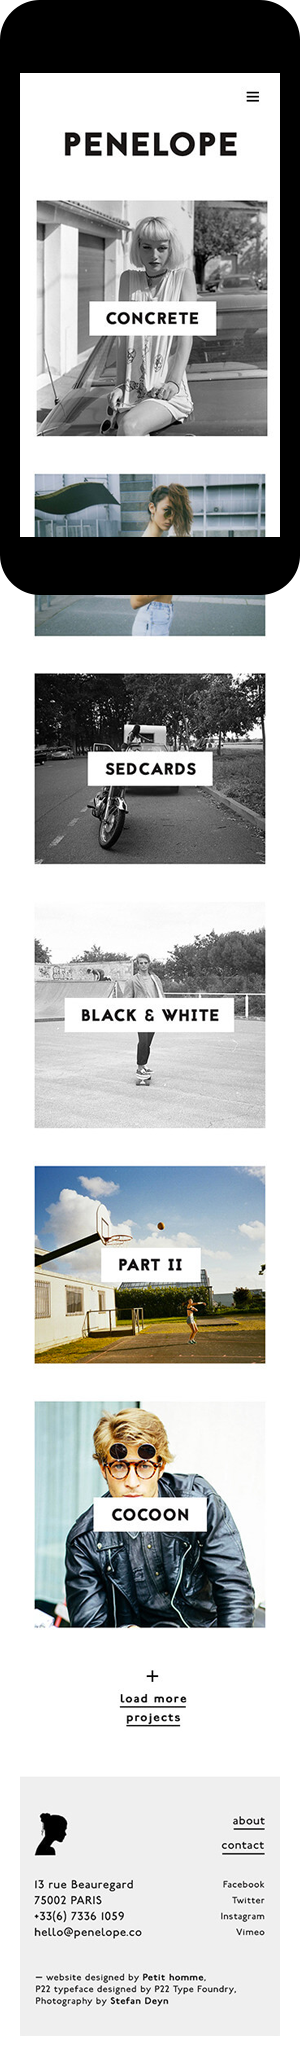 PENELOPE
CONCRETE
SEDCARDS
BLACK & WHITE
PART II
COCOON
+
load more
projects
about
contact
13 rue Beauregard
75002 PARIS
+33(6) 7336 1059
hello@penelope.co
Facebook
Twitter
Instagram
Vimeo
— website designed by Petit homme,
P22 typeface designed by P22 Type Foundry,
Photography by Stefan Deyn